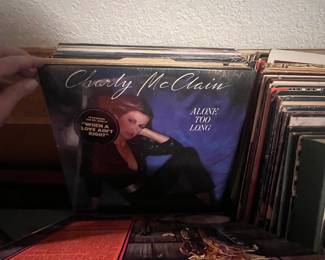 Charly McClain
ALONE
TOO
LONG
"WHEN A
LOVE AIN'T
RIGHT"